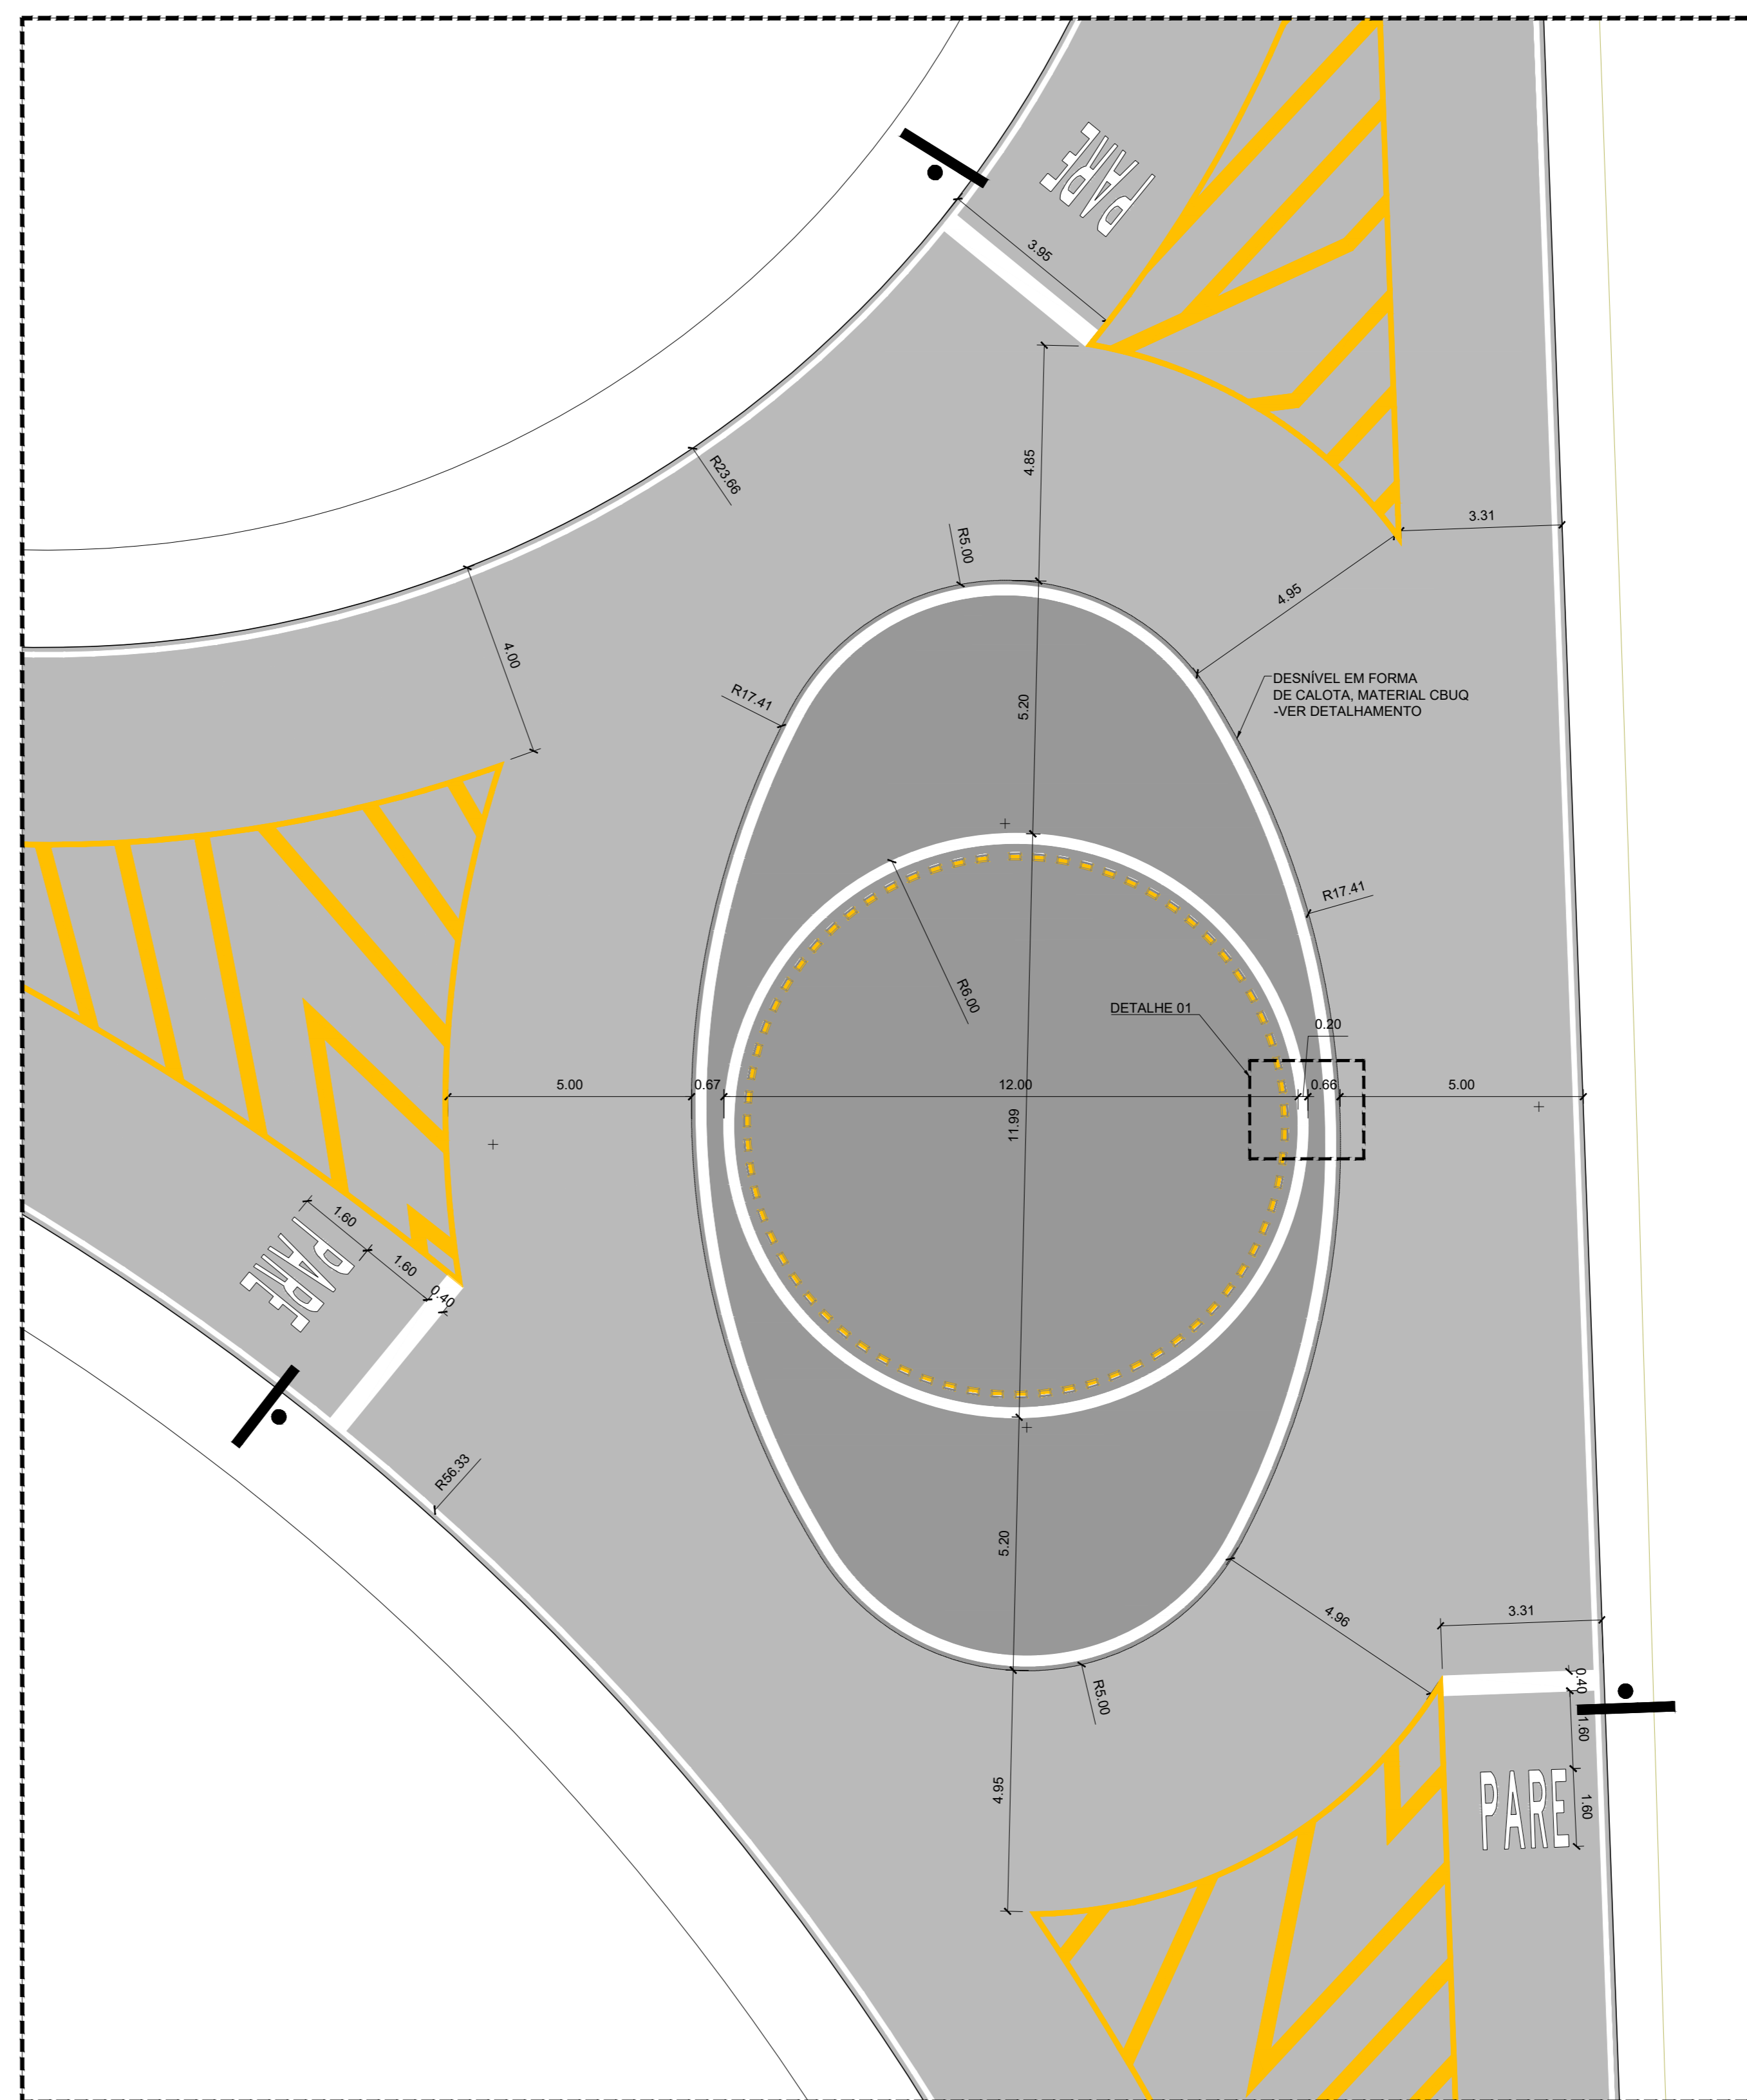 PARE
3.95
R23.66
4.85
3.31
R5.00
4.95
4.00
DESNÍVEL EM FORMA
DE CALOTA, MATERIAL CBUQ
-VER DETALHAMENTO
R17.41
5.20
R17.41
R6.00
DETALHE 01
0.20
5.00
0.67
12.00
0.66
5.00
11.99
1.60
PARE
1.60
0.40
R56.33
5.20
4.96
3.31
0.40
R5.00
1.60
4.95
PARE
1.60